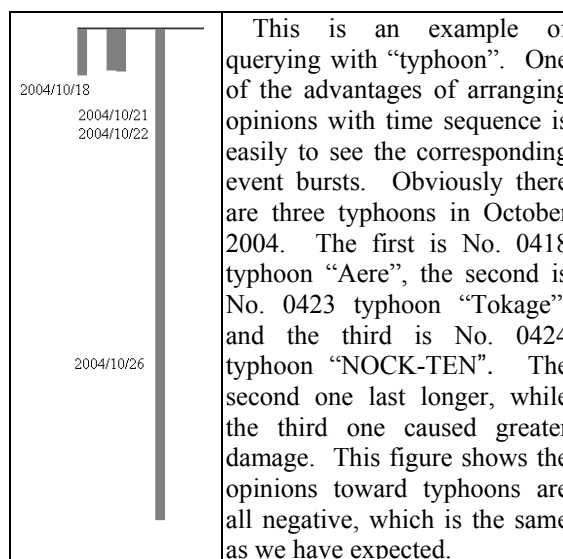 2004/10/18
2004/10/21
2004/10/22
2004/10/26
This is an example of
querying with “typhoon”. One
of the advantages of arranging
opinions with time sequence is
easily to see the corresponding
event bursts. Obviously there
are three typhoons in October
2004. The first is No. 0418
typhoon “Aere”, the second is
No. 0423 typhoon “Tokage”
and the third is No. 0424
typhoon “NOCK-TEN”. The
second one last longer, while
the third one caused greater
damage. This figure shows the
opinions toward typhoons are
all negative, which is the same
as we have expected.